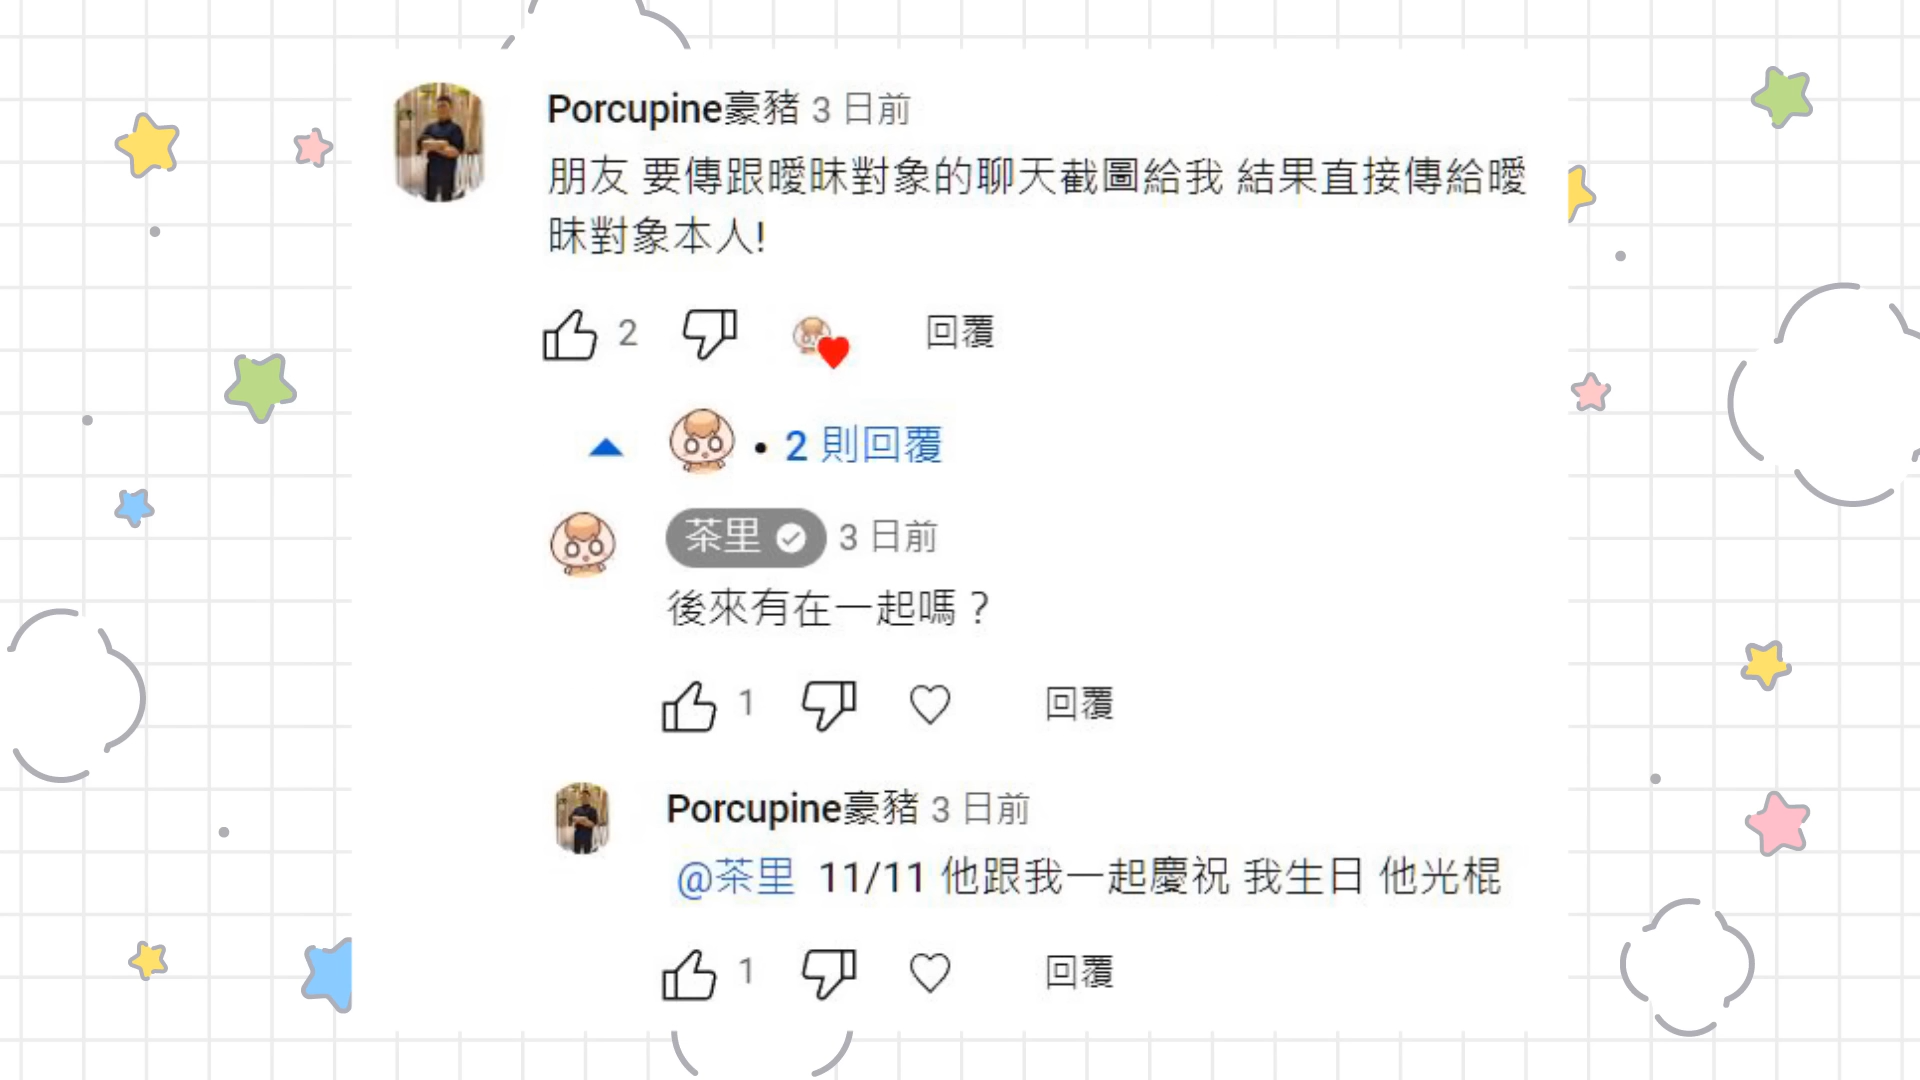 Porcupine豪豬 3 日前
朋友 要傳跟曖昧對象的聊天截圖給我 結果直接傳給曖
昧對象本人!
2 回覆
• 2 則回覆
茶里 3 日前
後來有在一起嗎？
1 回覆
Porcupine豪豬 3 日前
@茶里 11/11 他跟我一起慶祝 我生日 他光棍
1 回覆